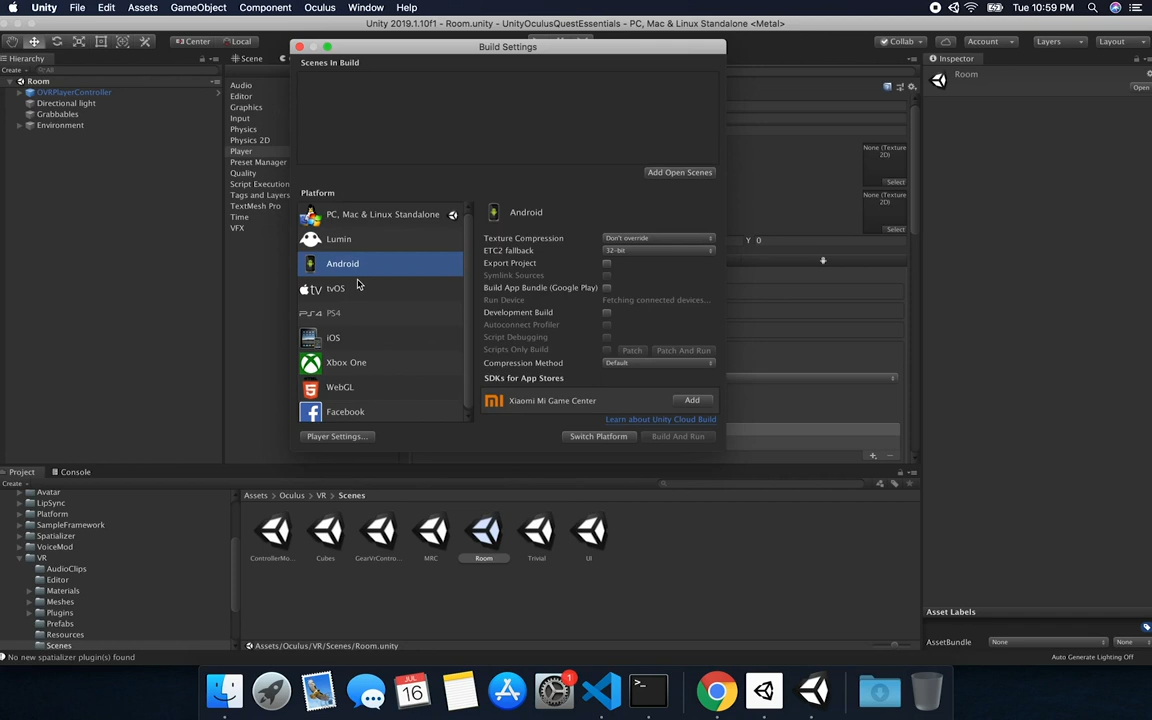 Unity File Edit Assets GameObject Component Oculus Window Help Tue 10:59 PM
Unity 2019.1.10f1 - Room.unity - UnityOculusQuestEssentials - PC, Mac & Linux Standalone <Metal>
Center Local Collab Account Layers Layout
Build Settings
Hierarchy Scene Inspector
Create All
Scenes In Build
Room
OVRPlayerController
Directional light
Grabbables
Environment
Audio
Editor
Graphics
Input
Physics
Physics 2D
Player
Preset Manager
Quality
Script Execution
Tags and Layers
TextMesh Pro
Time
VFX
Add Open Scenes
Platform
PC, Mac & Linux Standalone
Lumin
Android
tvOS
PS4
iOS
Xbox One
WebGL
Facebook
Player Settings...
Android
Texture Compression Don't override
ETC2 fallback 32-bit
Export Project
Symlink Sources
Build App Bundle (Google Play)
Run Device Fetching connected devices...
Development Build
Autoconnect Profiler
Script Debugging
Scripts Only Build Patch Patch And Run
Compression Method Default
SDKs for App Stores
Xiaomi Mi Game Center Add
Learn about Unity Cloud Build
Switch Platform Build And Run
None (Texture
2D)
Select
None (Texture
2D)
Select
Y 0
Room
Open
Project Console
Create
Avatar
LipSync
Platform
SampleFramework
Spatializer
VoiceMod
VR
AudioClips
Editor
Materials
Meshes
Plugins
Prefabs
Resources
Scenes
Assets > Oculus > VR > Scenes
ControllerMo... Cubes GearVrContro... MRC Room Trivial UI
Assets/Oculus/VR/Scenes/Room.unity
Asset Labels
AssetBundle None None
No new spatializer plugin(s) found
Auto Generate Lighting Off
JUL
16
1